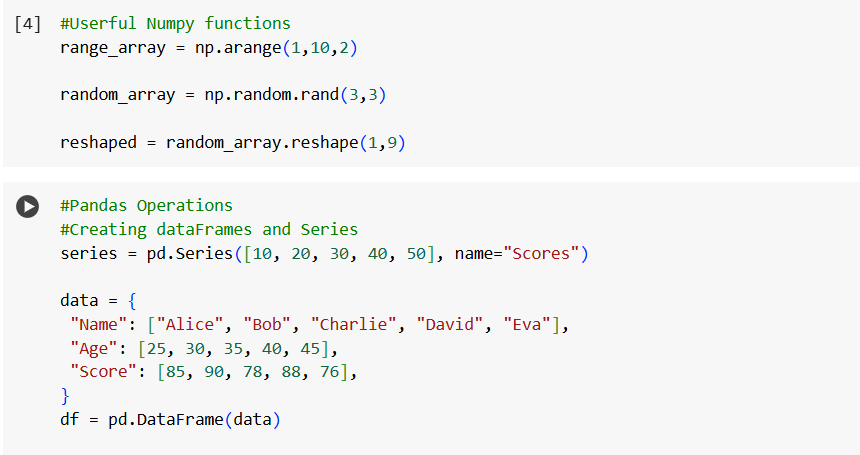 [4] #Userful Numpy functions
range_array = np.arange(1,10,2)
random_array = np.random.rand(3,3)
reshaped = random_array.reshape(1,9)
#Pandas Operations
#Creating dataFrames and Series
series = pd.Series([10, 20, 30, 40, 50], name="Scores")
data = {
"Name": ["Alice", "Bob", "Charlie", "David", "Eva"],
"Age": [25, 30, 35, 40, 45],
"Score": [85, 90, 78, 88, 76],
}
df = pd.DataFrame(data)